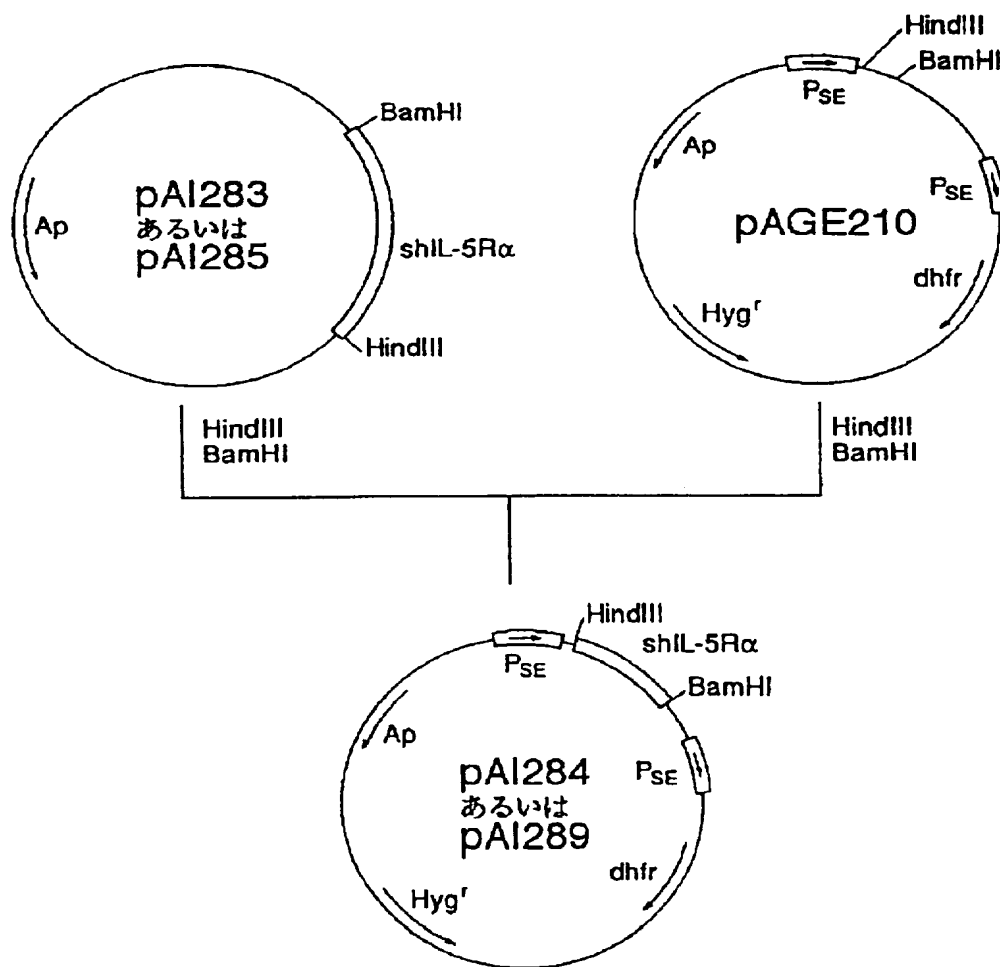 BamHI
Ap
pAI283
あるいは
pAI285
shIL-5Rα
HindIII
HindIII
BamHI
PSE
Ap
PSE
pAGE210
dhfr
Hygr
HindIII
BamHI
HindIII
BamHI
HindIII
shIL-5Rα
PSE
BamHI
Ap
PSE
pAI284
あるいは
pAI289
dhfr
Hygr